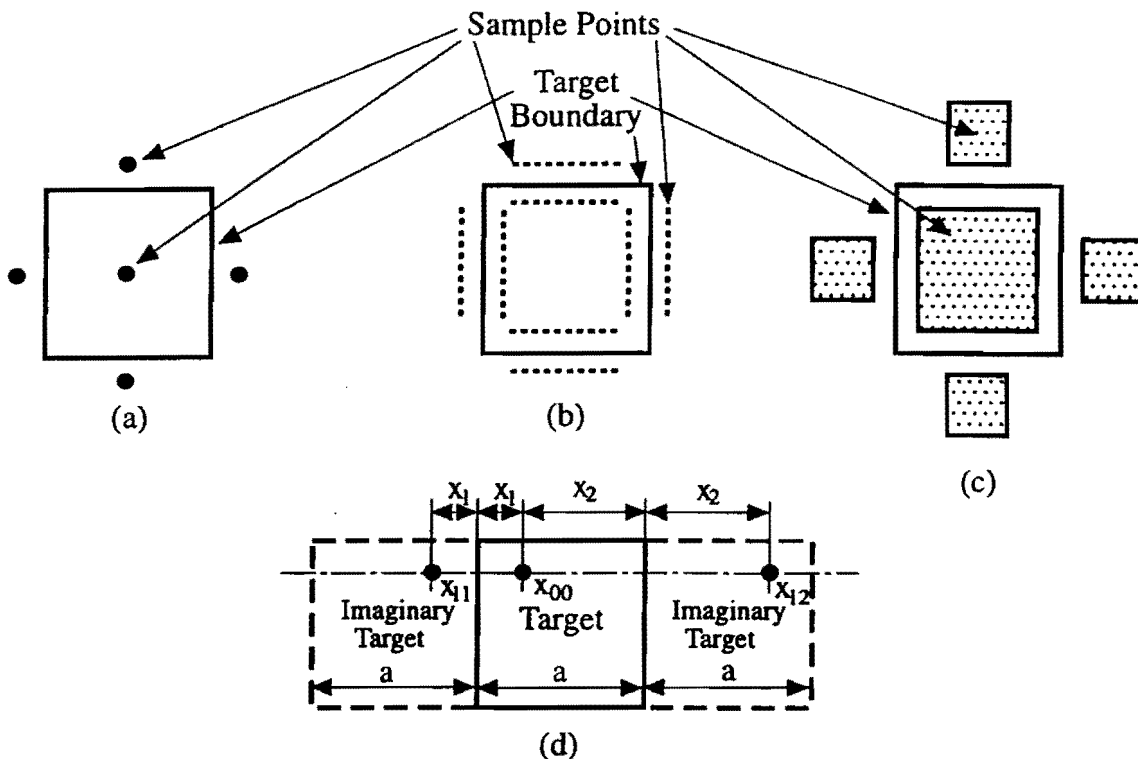 Sample Points
Target
Boundary
(a)
(b)
(c)
x₁ x₁ x₂ x₂
x₁₁ x₀₀ x₁₂
Imaginary
Target
Target
Imaginary
Target
a a a
(d)